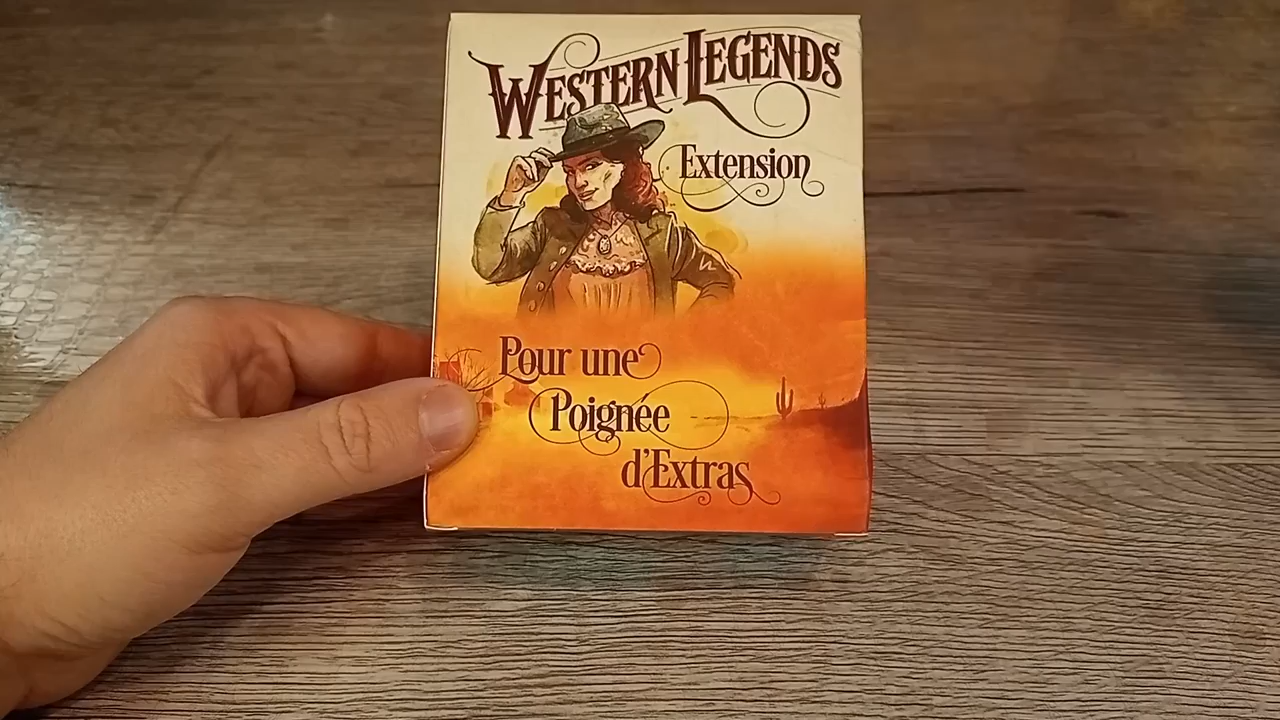 Western Legends
Extension
Pour une
Poignée
d'Extras